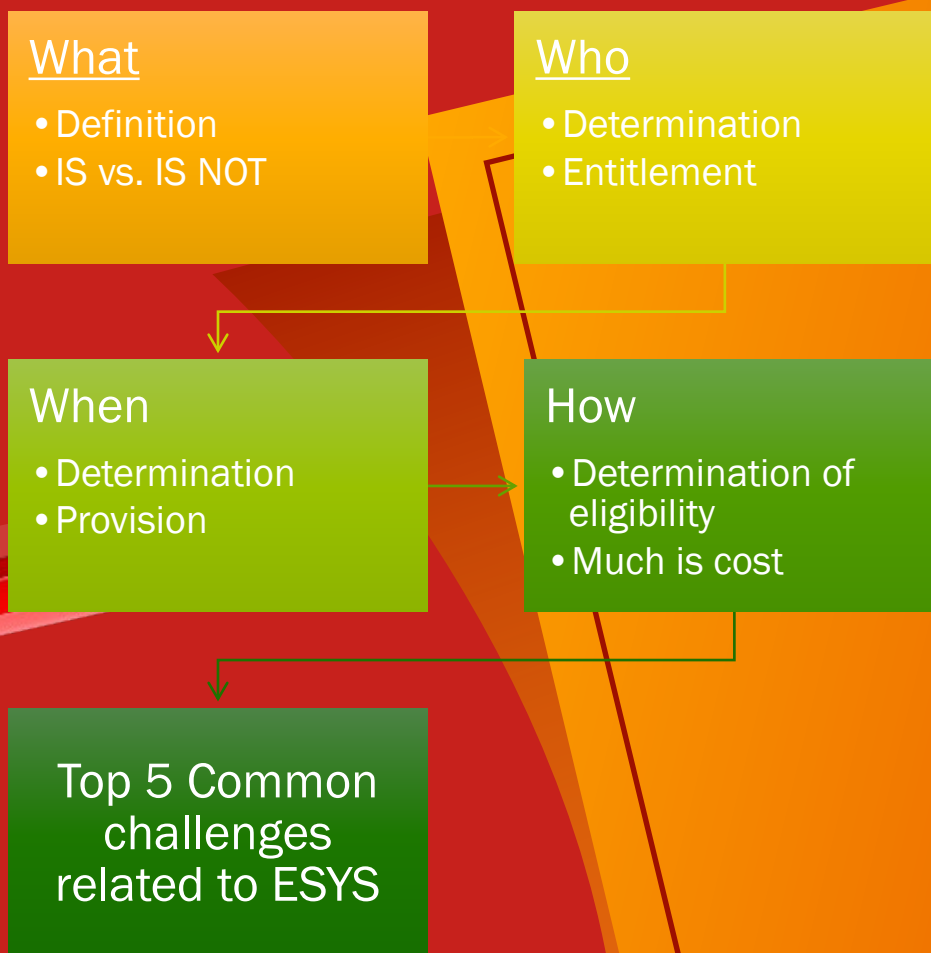 What
• Definition
• IS vs. IS NOT
Who
• Determination
• Entitlement
When
• Determination
• Provision
How
• Determination of
eligibility
• Much is cost
Top 5 Common
challenges
related to ESYS